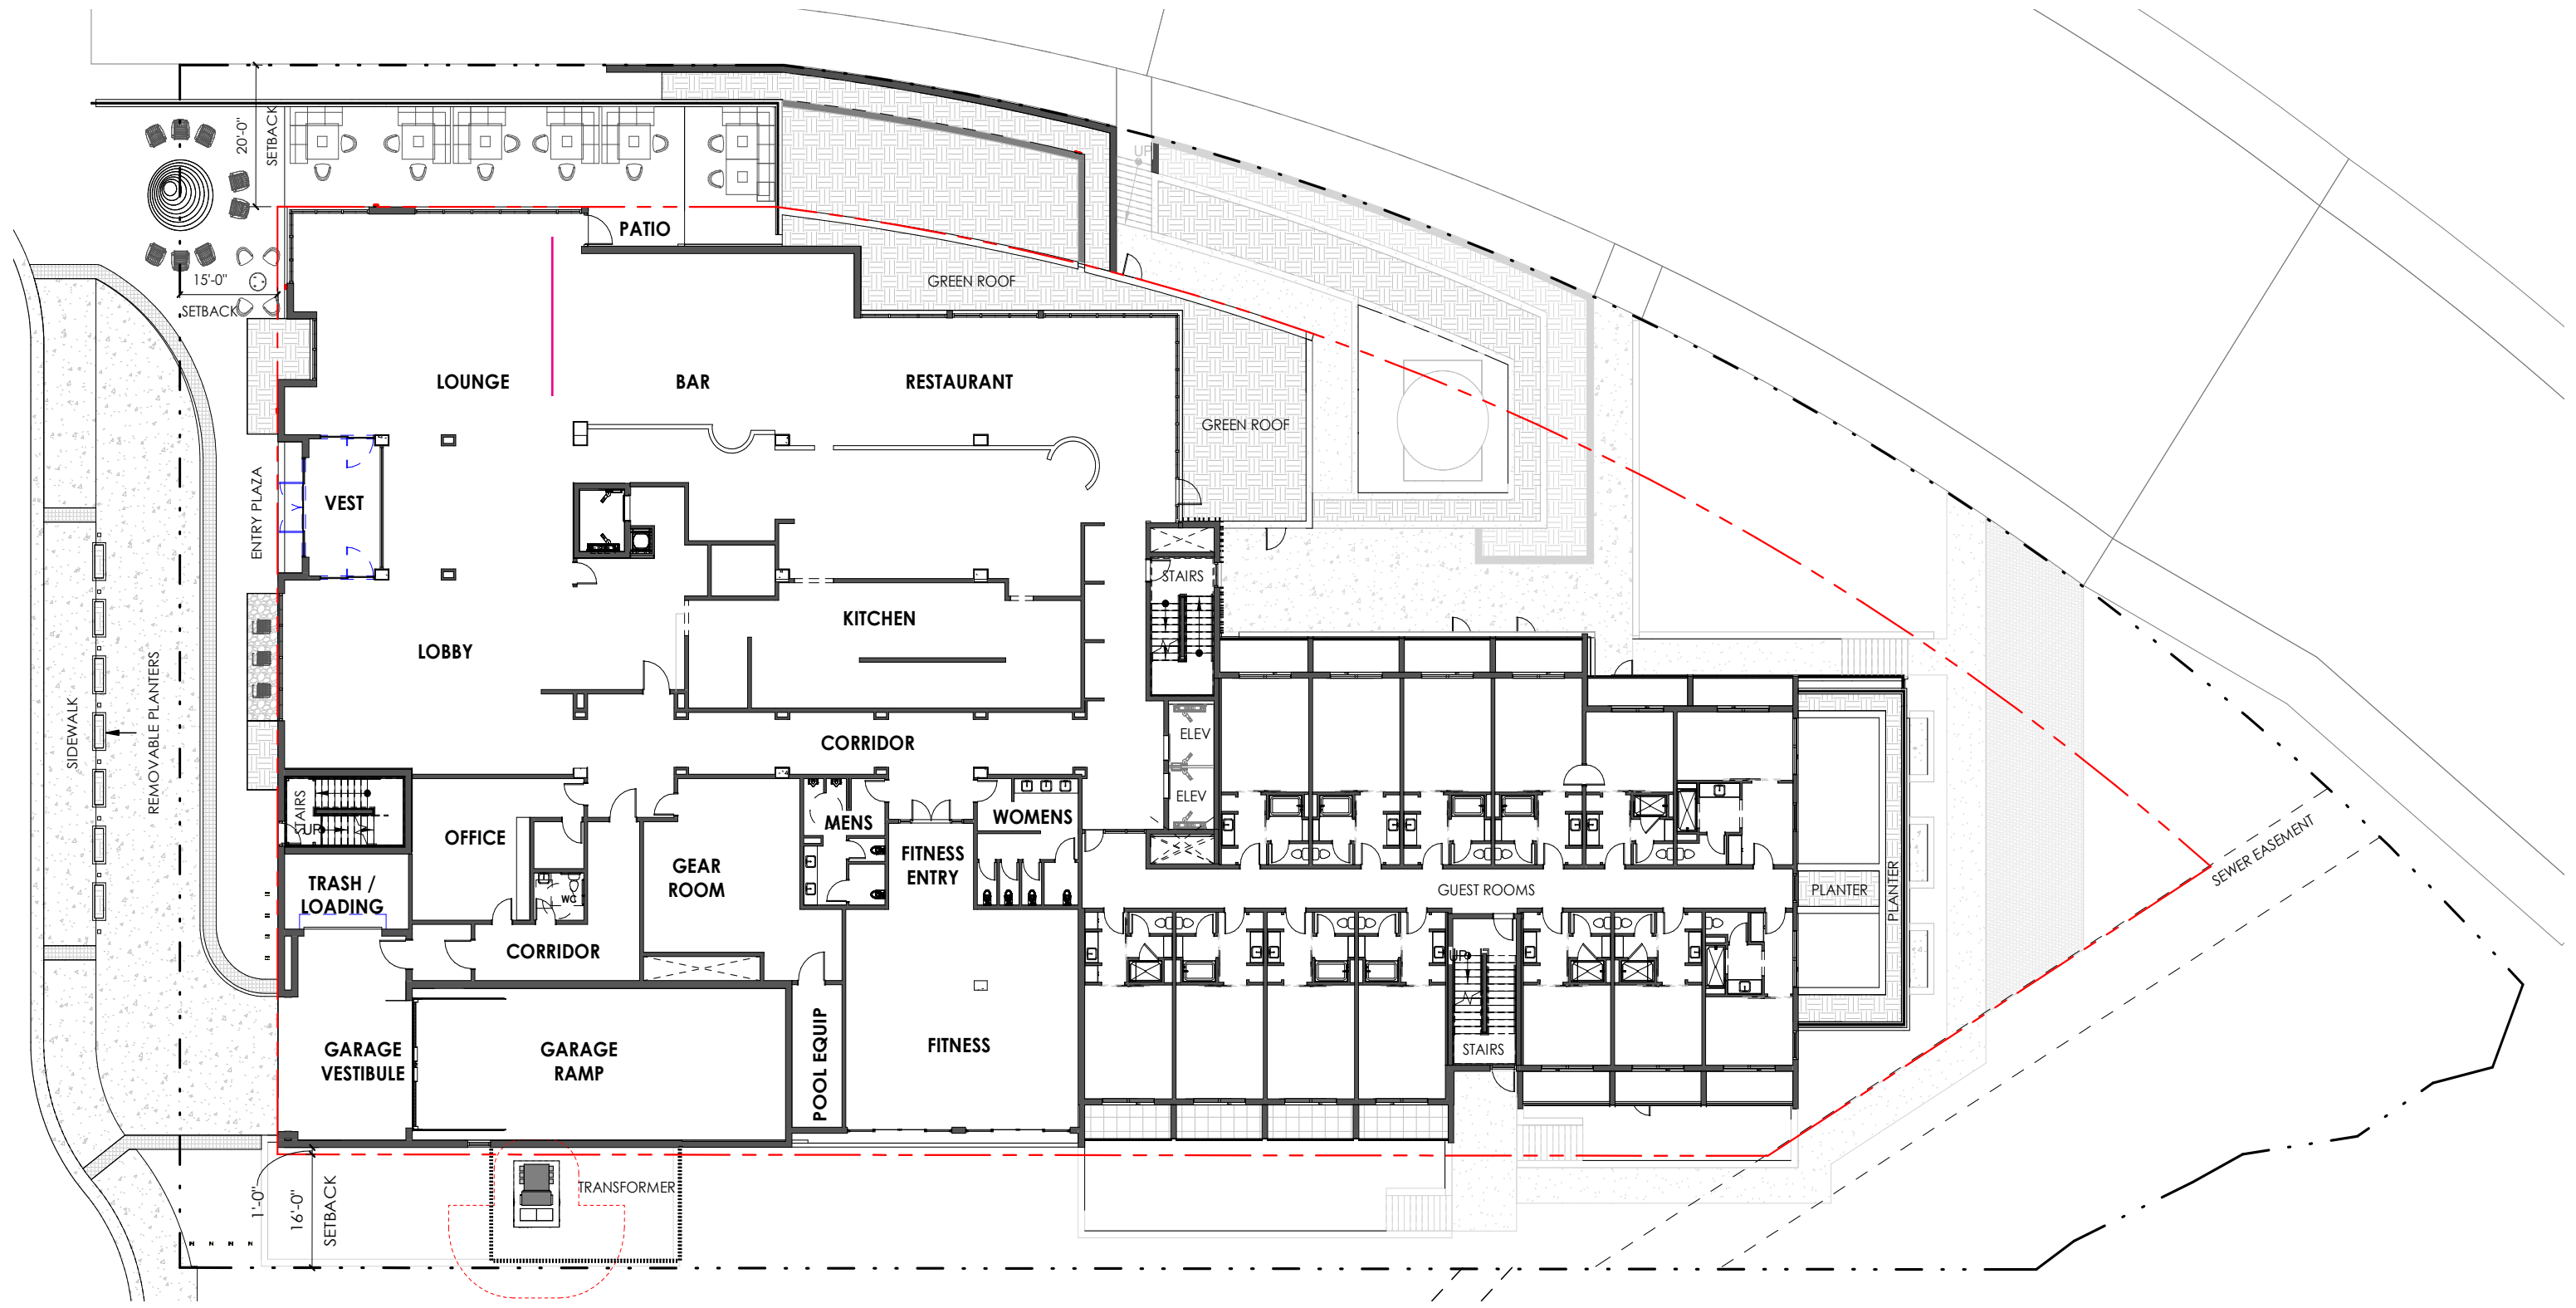 20'-0"
SETBACK
UP
PATIO
15'-0"
SETBACK
GREEN ROOF
LOUNGE
BAR
RESTAURANT
GREEN ROOF
VEST
ENTRY PLAZA
STAIRS
KITCHEN
LOBBY
SIDEWALK
REMOVABLE PLANTERS
ELEV
CORRIDOR
ELEV
STAIRS
UP
OFFICE
MENS
WOMENS
FITNESS
ENTRY
GEAR
ROOM
TRASH /
LOADING
WC
GUEST ROOMS
PLANTER
PLANTER
SEWER EASEMENT
CORRIDOR
UP
GARAGE
VESTIBULE
GARAGE
RAMP
POOL EQUIP
FITNESS
STAIRS
1'-0"
16'-0"
SETBACK
TRANSFORMER